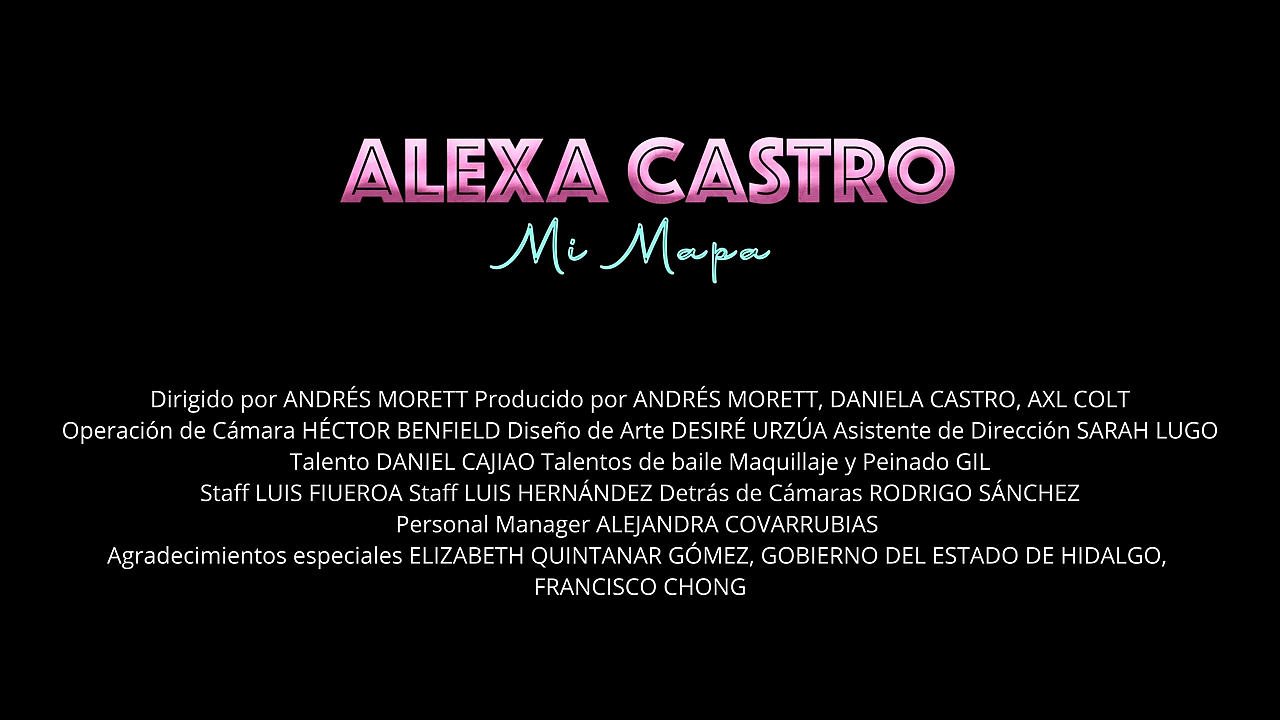 ALEXA CASTRO
Mi Mapa
Dirigido por ANDRÉS MORETT Producido por ANDRÉS MORETT, DANIELA CASTRO, AXL COLT
Operación de Cámara HÉCTOR BENFIELD Diseño de Arte DESIRÉ URZÚA Asistente de Dirección SARAH LUGO
Talento DANIEL CAJIAO Talentos de baile Maquillaje y Peinado GIL
Staff LUIS FIUEROA Staff LUIS HERNÁNDEZ Detrás de Cámaras RODRIGO SÁNCHEZ
Personal Manager ALEJANDRA COVARRUBIAS
Agradecimientos especiales ELIZABETH QUINTANAR GÓMEZ, GOBIERNO DEL ESTADO DE HIDALGO,
FRANCISCO CHONG